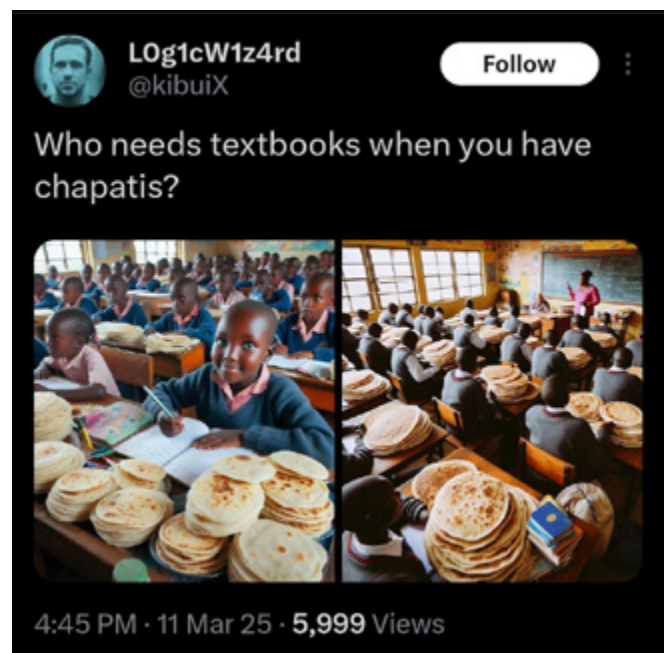 L0g1cW1z4rd
@kibuiX
Follow
Who needs textbooks when you have
chapatis?
4:45 PM · 11 Mar 25 · 5,999 Views